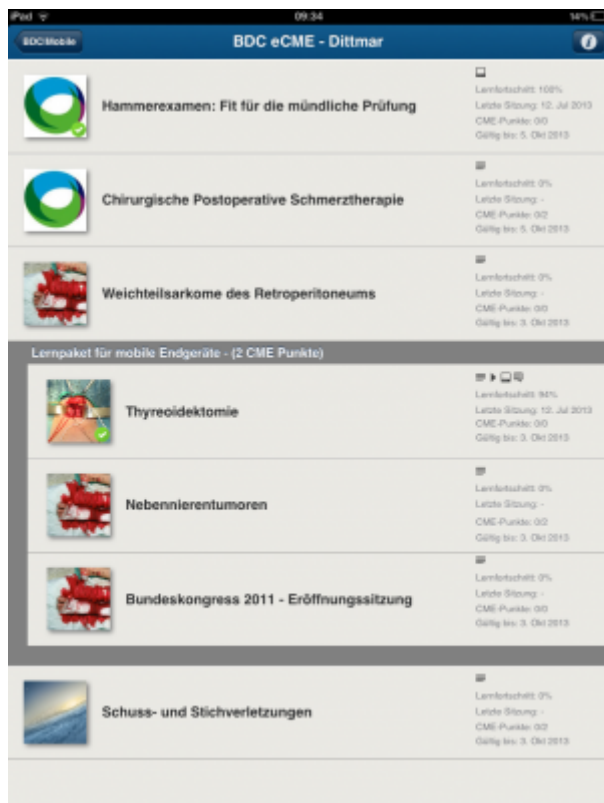 iPad
09:34
14%
BDC|Mobile
BDC eCME - Dittmar
Hammerexamen: Fit für die mündliche Prüfung
Lernfortschritt: 100%
Letzte Sitzung: 12. Jul 2013
CME-Punkte: 0/0
Gültig bis: 5. Okt 2013
Chirurgische Postoperative Schmerztherapie
Lernfortschritt: 0%
Letzte Sitzung: -
CME-Punkte: 0/2
Gültig bis: 5. Okt 2013
Weichteilsarkome des Retroperitoneums
Lernfortschritt: 0%
Letzte Sitzung: -
CME-Punkte: 0/0
Gültig bis: 3. Okt 2013
Lernpaket für mobile Endgeräte - (2 CME Punkte)
Thyreoidektomie
Lernfortschritt: 94%
Letzte Sitzung: 12. Jul 2013
CME-Punkte: 0/0
Gültig bis: 3. Okt 2013
Nebennierentumoren
Lernfortschritt: 0%
Letzte Sitzung: -
CME-Punkte: 0/2
Gültig bis: 3. Okt 2013
Bundeskongress 2011 - Eröffnungssitzung
Lernfortschritt: 0%
Letzte Sitzung: -
CME-Punkte: 0/0
Gültig bis: 3. Okt 2013
Schuss- und Stichverletzungen
Lernfortschritt: 0%
Letzte Sitzung: -
CME-Punkte: 0/2
Gültig bis: 3. Okt 2013